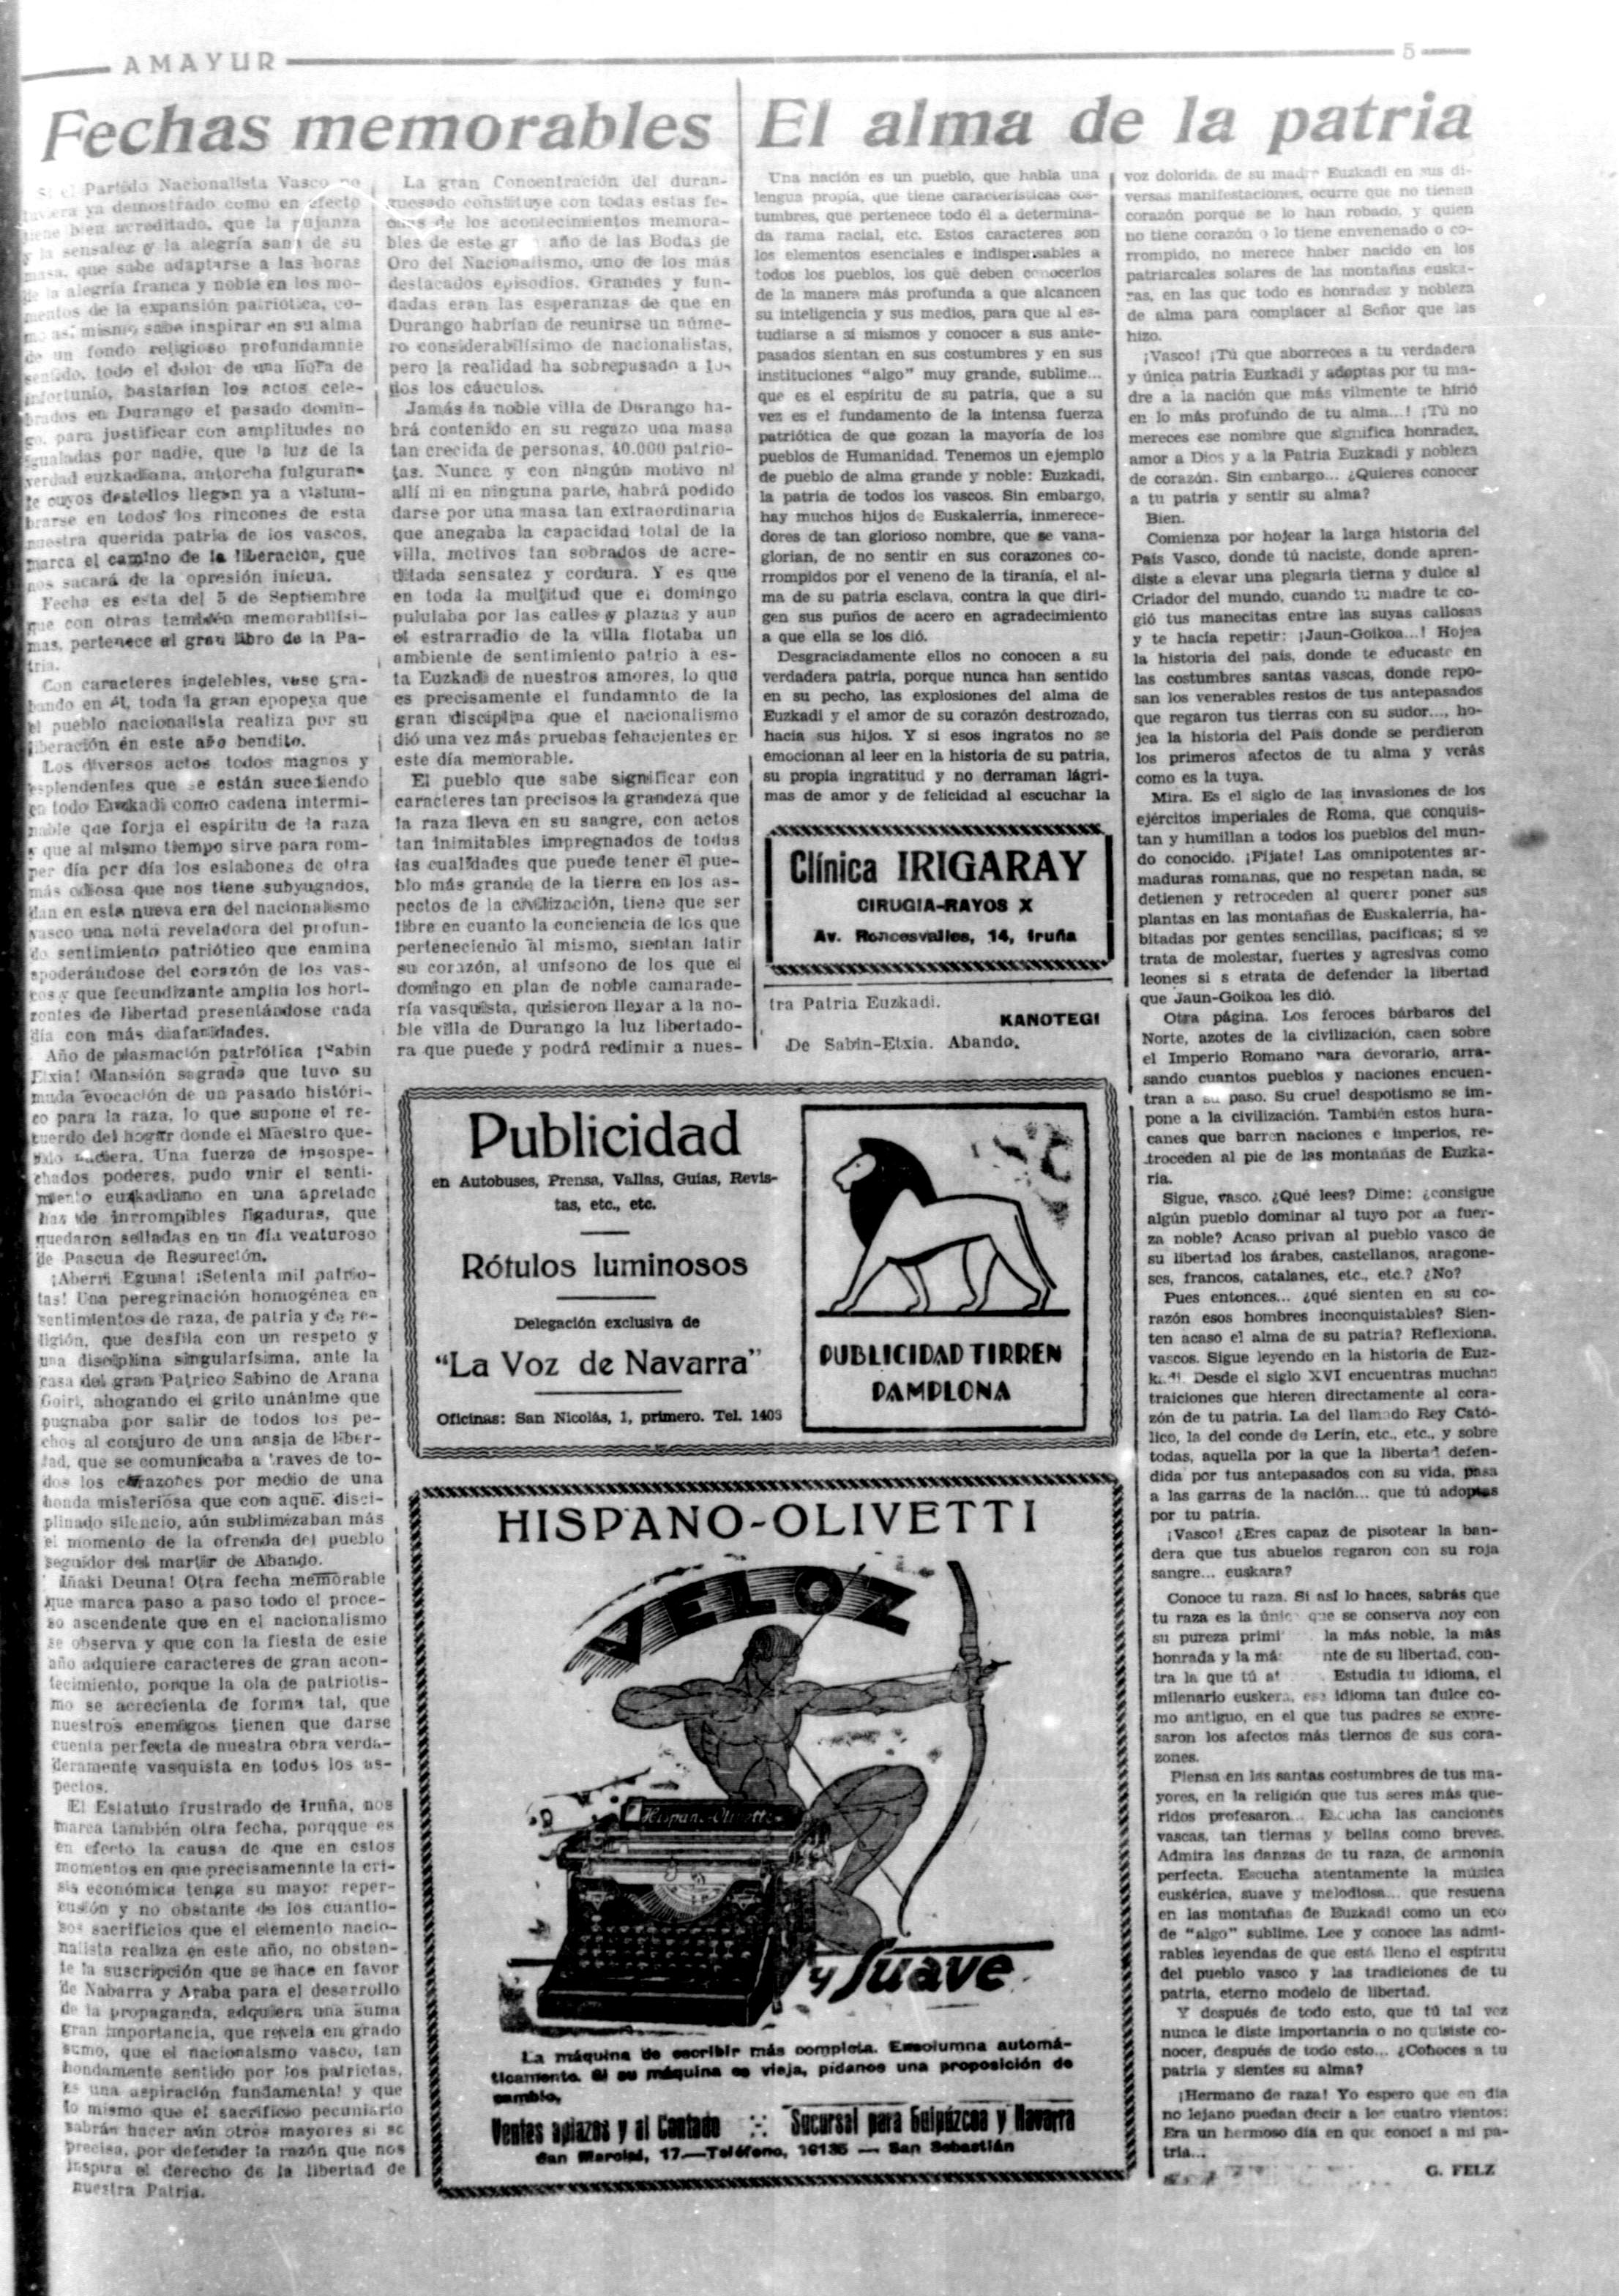 AMAYUR
5
Fechas memorables
Si el Partido Nacionalista Vasco no
tuviera ya demostrado como en efecto
tiene bien acreditado, que la pujanza
y la sensatez y la alegría sana de su
masa, que sabe adaptarse a las horas
de la alegría franca y noble en los mo-
mentos de la expansión patriótica, co-
mo así mismo sabe inspirar en su alma
de un fondo religioso profundamnte
sentido, todo el dolor de una hora de
infortunio, bastarían los actos cele-
brados en Durango el pasado domin-
go, para justificar con amplitudes no
igualadas por nadie, que la luz de la
verdad euzkadiana, antorcha fulguran-
te cuyos destellos llegan ya a vislum-
brarse en todos los rincones de esta
nuestra querida patria de los vascos,
marca el camino de la liberación, que
nos sacará de la opresión inicua.
Fecha es esta del 5 de Septiembre
que con otras también memorabilísi-
mas, pertenece al gran libro de la Pa-
tria.
Con caracteres indelebles, vase gra-
bando en él, toda la gran epopeya que
el pueblo nacionalista realiza por su
liberación en este año bendito.
Los diversos actos todos magnos y
esplendentes que se están sucediendo
en todo Euzkadi como cadena intermi-
nable que forja el espíritu de la raza
y que al mismo tiempo sirve para rom-
per día por día los eslabones de otra
más odiosa que nos tiene subyugados,
dan en esta nueva era del nacionalismo
vasco una nota reveladora del profun-
do sentimiento patriótico que camina
apoderándose del corazón de los vas-
cos y que fecundizante amplia los hori-
zontes de libertad presentándose cada
día con más diafanidades.
Año de plasmación patriótica ¡Sabin
Etxia! Mansión sagrada que tuvo su
muda evocación de un pasado históri-
co para la raza, lo que supone el re-
cuerdo del hogar donde el Maestro que-
rido naciera. Una fuerza de insospe-
chados poderes, pudo unir el senti-
miento euzkadiano en una apretado
haz de inrrompibles ligaduras, que
quedaron selladas en un día venturoso
de Pascua de Resurección.
¡Aberri Eguna! ¡Setenta mil patrio-
tas! Una peregrinación homogénea en
sentimientos de raza, de patria y de re-
ligión, que desfila con un respeto y
una disciplina singularísima, ante la
casa del gran Patrico Sabino de Arana
Goiri, ahogando el grito unánime que
pugnaba por salir de todos los pe-
chos al conjuro de una ansia de liber-
tad, que se comunicaba a traves de to-
dos los corazones por medio de una
honda misteriosa que con aquel disci-
plinado silencio, aún sublimizaban más
el momento de la ofrenda del pueblo
seguidor del martir de Abando.
Iñaki Deuna! Otra fecha memorable
que marca paso a paso todo el proce-
so ascendente que en el nacionalismo
se observa y que con la fiesta de este
año adquiere caracteres de gran acon-
tecimiento, porque la ola de patriotis-
mo se acrecienta de forma tal, que
nuestros enemigos tienen que darse
cuenta perfecta de nuestra obra verda-
deramente vasquista en todos los as-
pectos.
El Estatuto frustrado de Iruña, nos
marca también otra fecha, porqque es
en efecto la causa de que en estos
momentos en que precisamennte la cri-
sis económica tenga su mayor reper-
cusión y no obstante de los cuantio-
sos sacrificios que el elemento nacio-
nalista realiza en este año, no obstan-
te la suscripción que se hace en favor
de Nabarra y Araba para el desarrollo
de la propaganda, adquiera una suma
gran importancia, que revela en grado
sumo, que el nacionaismo vasco, tan
hondamente sentido por los patriotas,
es una aspiración fundamental y que
lo mismo que el sacrificio pecuniario
sabrán hacer aún otros mayores si se
precisa, por defender la razón que nos
inspira el derecho de la libertad de
nuestra Patria.
La gran Concentración del duran-
guesado constituye con todas estas fe-
chas de los acontecimientos memora-
bles de este gran año de las Bodas de
Oro del Nacionalismo, uno de los más
destacados episodios. Grandes y fun-
dadas eran las esperanzas de que en
Durango habrían de reunirse un núme-
ro considerabilísimo de nacionalistas,
pero la realidad ha sobrepusado a to-
dos los cáuculos.
Jamás la noble villa de Durango ha-
brá contenido en su regazo una masa
tan crecida de personas, 40.000 patrio-
tas. Nunca y con ningún motivo ni
allí ni en ninguna parte, habrá podido
darse por una masa tan extraordinaria
que anegaba la capacidad total de la
villa, motivos tan sobrados de acre-
ditada sensatez y cordura. Y es que
en toda la multitud que el domingo
pululaba por las calles y plazas y aun
el estrarradio de la villa flotaba un
ambiente de sentimiento patrio a es-
ta Euzkadi de nuestros amores, lo que
es precisamente el fundamnto de la
gran disciplina que el nacionalismo
dió una vez más pruebas fehacientes en
este día memorable.
El pueblo que sabe significar con
caracteres tan precisos la grandeza que
la raza lleva en su sangre, con actos
tan inimitables impregnados de todas
las cualidades que puede tener el pue-
blo más grande de la tierra en los as-
pectos de la civilización, tiene que ser
libre en cuanto la conciencia de los que
perteneciendo al mismo, sientan latir
su corazón, al unísono de los que el
domingo en plan de noble camarade-
ría vasquista, quisieron llevar a la no-
ble villa de Durango la luz libertado-
ra que puede y podrá redimir a nues-
tra Patria Euzkadi.
KANOTEGI
De Sabin-Etxia. Abando.
El alma de la patria
Una nación es un pueblo, que habla una
lengua propia, que tiene características cos-
tumbres, que pertenece todo él a determina-
da rama racial, etc. Estos caracteres son
los elementos esenciales e indispensables a
todos los pueblos, los que deben conocerlos
de la manera más profunda a que alcancen
su inteligencia y sus medios, para que al es-
tudiarse a sí mismos y conocer a sus ante-
pasados sientan en sus costumbres y en sus
instituciones "algo" muy grande, sublime...
que es el espíritu de su patria, que a su
vez es el fundamento de la intensa fuerza
patriótica de que gozan la mayoría de los
pueblos de Humanidad. Tenemos un ejemplo
de pueblo de alma grande y noble: Euzkadi,
la patria de todos los vascos. Sin embargo,
hay muchos hijos de Euskalerria, inmerece-
dores de tan glorioso nombre, que se vana-
glorian, de no sentir en sus corazones co-
rrompidos por el veneno de la tiranía, el al-
ma de su patria esclava, contra la que diri-
gen sus puños de acero en agradecimiento
a que ella se los dió.
Desgraciadamente ellos no conocen a su
verdadera patria, porque nunca han sentido
en su pecho, las explosiones del alma de
Euzkadi y el amor de su corazón destrozado,
hacia sus hijos. Y si esos ingratos no se
emocionan al leer en la historia de su patria,
su propia ingratitud y no derraman lágri-
mas de amor y de felicidad al escuchar la
voz dolorida de su madre Euzkadi en sus di-
versas manifestaciones, ocurre que no tienen
corazón porque se lo han robado, y quien
no tiene corazón o lo tiene envenenado o co-
rrompido, no merece haber nacido en los
patriarcales solares de las montañas euska-
ras, en las que todo es honradez y nobleza
de alma para complacer al Señor que las
hizo.
¡Vasco! ¡Tú que aborreces a tu verdadera
y única patria Euzkadi y adoptas por tu ma-
dre a la nación que más vilmente te hirió
en lo más profundo de tu alma...! ¡Tú no
mereces ese nombre que significa honradez,
amor a Dios y a la Patria Euzkadi y nobleza
de corazón. Sin embargo... ¿Quieres conocer
a tu patria y sentir su alma?
Bien.
Comienza por hojear la larga historia del
País Vasco, donde tú naciste, donde apren-
diste a elevar una plegaria tierna y dulce al
Criador del mundo, cuando tu madre te co-
gió tus manecitas entre las suyas callosas
y te hacía repetir: ¡Jaun-Goikoa...! Hojea
la historia del país, donde te educaste en
las costumbres santas vascas, donde repo-
san los venerables restos de tus antepasados
que regaron tus tierras con su sudor..., ho-
jea la historia del País donde se perdieron
los primeros afectos de tu alma y verás
como es la tuya.
Mira. Es el siglo de las invasiones de los
ejércitos imperiales de Roma, que conquis-
tan y humillan a todos los pueblos del mun-
do conocido. ¡Fijate! Las omnipotentes ar-
maduras romanas, que no respetan nada, se
detienen y retroceden al querer poner sus
plantas en las montañas de Euskalerria, ha-
bitadas por gentes sencillas, pacíficas; si se
trata de molestar, fuertes y agresivas como
leones si s etrata de defender la libertad
que Jaun-Goikoa les dió.
Otra página. Los feroces bárbaros del
Norte, azotes de la civilización, caen sobre
el Imperio Romano para devorarlo, arra-
sando cuantos pueblos y naciones encuen-
tran a su paso. Su cruel despotismo se im-
pone a la civilización. También estos hura-
canes que barren naciones e imperios, re-
troceden al pie de las montañas de Euzka-
ria.
Sigue, vasco. ¿Qué lees? Dime: ¿consigue
algún pueblo dominar al tuyo por la fuer-
za noble? Acaso privan al pueblo vasco de
su libertad los árabes, castellanos, aragone-
ses, francos, catalanes, etc., etc.? ¿No?
Pues entonces... ¿qué sienten en su co-
razón esos hombres inconquistables? Sien-
ten acaso el alma de su patria? Reflexiona,
vascos. Sigue leyendo en la historia de Euz-
kadi. Desde el siglo XVI encuentras muchas
traiciones que hieren directamente al cora-
zón de tu patria. La del llamado Rey Cató-
lico, la del conde de Lerín, etc., etc., y sobre
todas, aquella por la que la libertad defen-
dida por tus antepasados con su vida, pasa
a las garras de la nación... que tú adoptas
por tu patria.
¡Vasco! ¿Eres capaz de pisotear la ban-
dera que tus abuelos regaron con su roja
sangre... euskara?
Conoce tu raza. Si así lo haces, sabrás que
tu raza es la únic que se conserva hoy con
su pureza primi la más noble, la más
honrada y la má nte de su libertad, con-
tra la que tú at . Estudia tu idioma, el
milenario euskera, ese idioma tan dulce co-
mo antiguo, en el que tus padres se expre-
saron los afectos más tiernos de sus cora-
zones.
Piensa en las santas costumbres de tus ma-
yores, en la religión que tus seres más que-
ridos profesaron... Escucha las canciones
vascas, tan tiernas y bellas como breves.
Admira las danzas de tu raza, de armonía
perfecta. Escucha atentamente la música
euskérica, suave y melodiosa... que resuena
en las montañas de Euzkadi como un eco
de "algo" sublime. Lee y conoce las admi-
rables leyendas de que está lleno el espíritu
del pueblo vasco y las tradiciones de tu
patria, eterno modelo de libertad.
Y después de todo esto, que tú tal vez
nunca le diste importancia o no quisiste co-
nocer, después de todo esto... ¿Conoces a tu
patria y sientes su alma?
¡Hermano de raza! Yo espero que en día
no lejano puedan decir a los cuatro vientos:
Era un hermoso día en que conocí a mi pa-
tria...
G. FELZ
Clínica IRIGARAY
CIRUGIA-RAYOS X
Av. Roncesvalles, 14, Iruña
Publicidad
en Autobuses, Prensa, Vallas, Guías, Revis-
tas, etc., etc.
Rótulos luminosos
Delegación exclusiva de
"La Voz de Navarra"
Oficinas: San Nicolás, 1, primero. Tel. 1403
PUBLICIDAD TIRREN
PAMPLONA
HISPANO-OLIVETTI
VELOZ
Hispano-Olivetti
y Suave
La máquina de escribir más completa. Encolumna automá-
ticamente. Si su máquina es vieja, pídanos una proposición de
cambio,
Ventas aplazos y al Contado
Sucursal para Guipúzcoa y Navarra
San Marcial, 17.—Teléfono, 16135 — San Sebastián